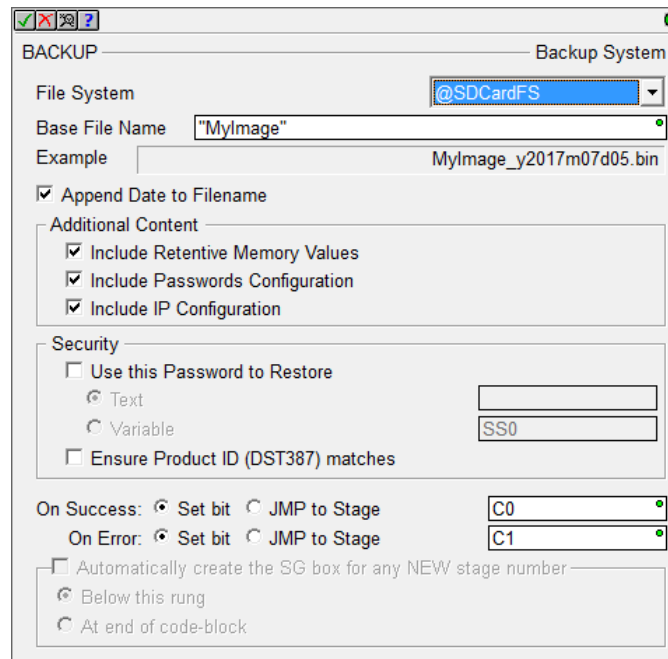 ?
BACKUP Backup System
File System @SDCardFS
Base File Name "MyImage"
Example MyImage_y2017m07d05.bin
Append Date to Filename
Additional Content
Include Retentive Memory Values
Include Passwords Configuration
Include IP Configuration
Security
Use this Password to Restore
Text
Variable SS0
Ensure Product ID (DST387) matches
On Success: Set bit JMP to Stage C0
On Error: Set bit JMP to Stage C1
Automatically create the SG box for any NEW stage number
Below this rung
At end of code-block